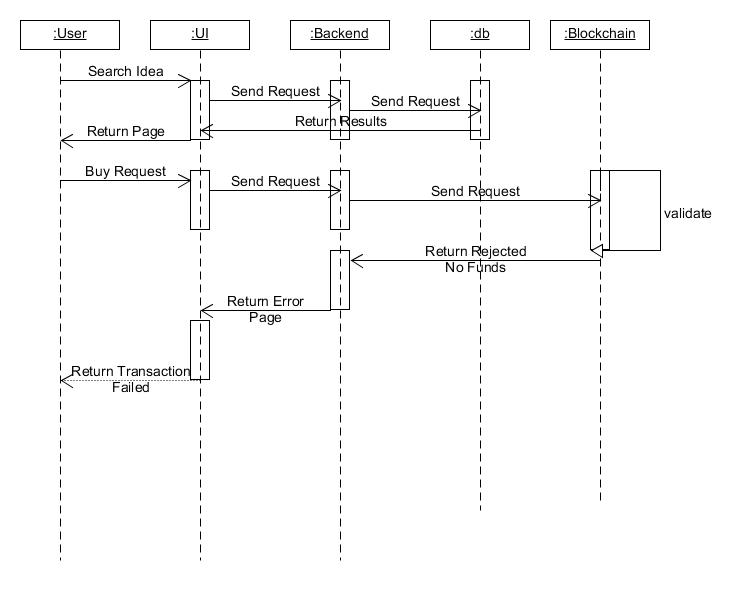 :User
:UI
:Backend
:db
:Blockchain
Search Idea
Send Request
Send Request
Return Results
Return Page
Buy Request
Send Request
Send Request
validate
Return Rejected
No Funds
Return Error
Page
Return Transaction
Failed